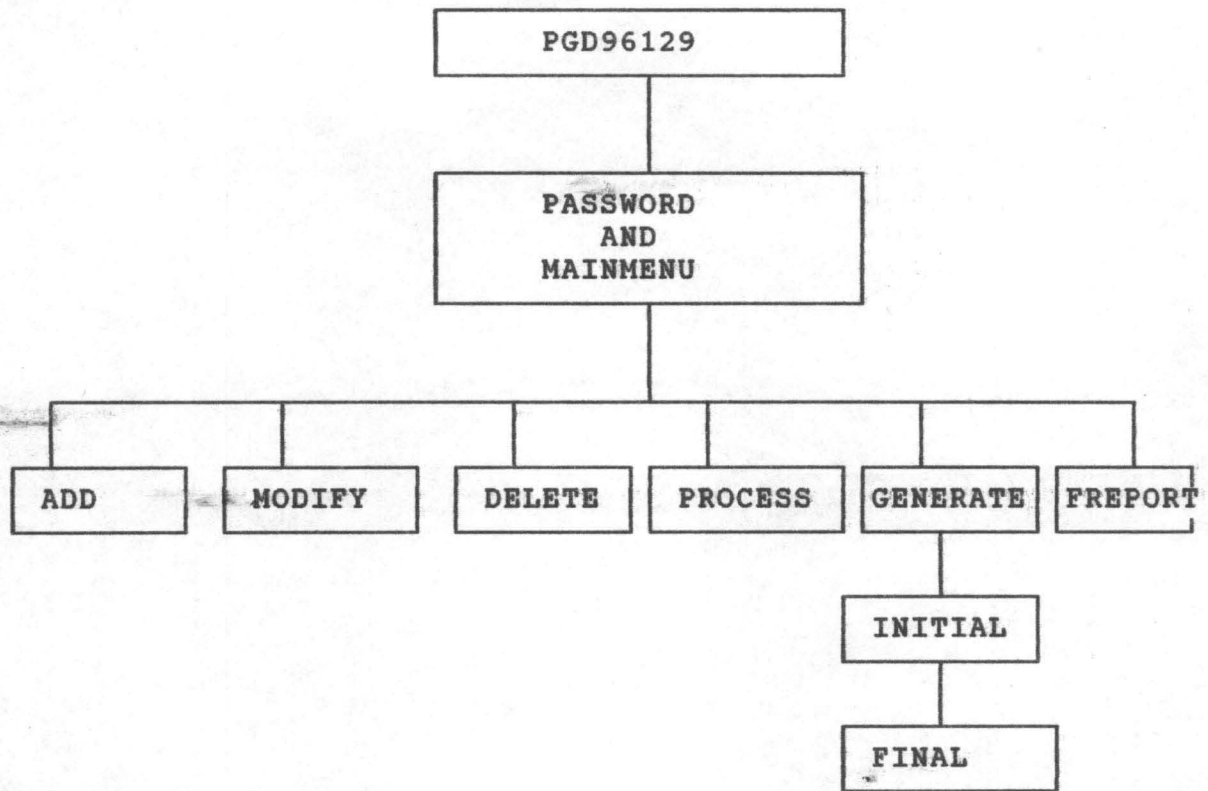 PGD96129
PASSWORD
AND
MAINMENU
ADD
MODIFY
DELETE
PROCESS
GENERATE
FREPORT
INITIAL
FINAL